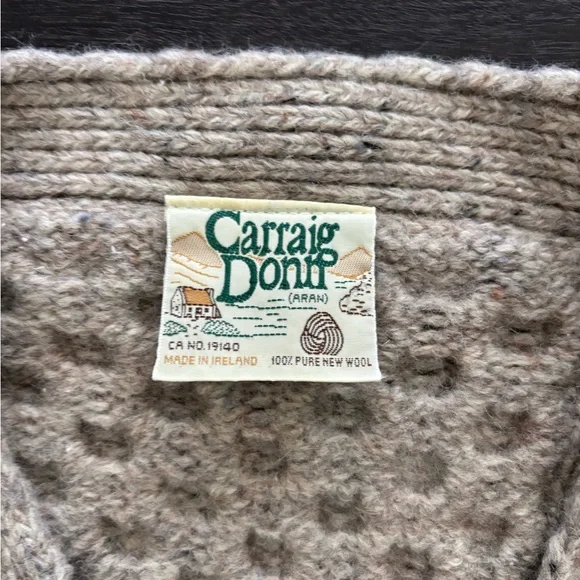 Carraig
Donn
(ARAN)
CA NO. 19140
MADE IN IRELAND
100% PURE NEW WOOL